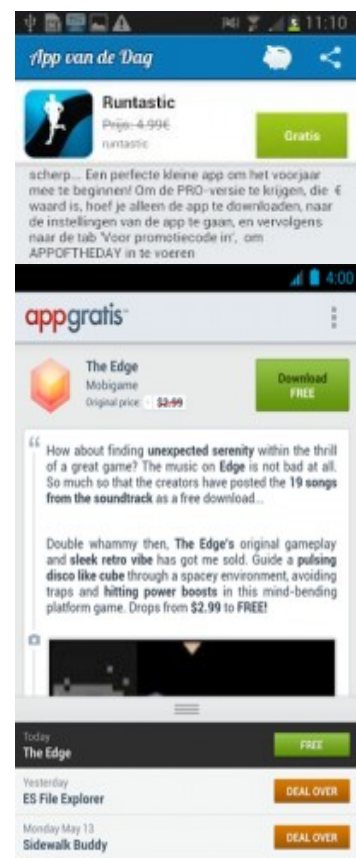 11:10
App van de Dag
Runtastic
Prijs: 4.99€
runtastic
Gratis
scherp... Een perfecte kleine app om het voorjaar
mee te beginnen! Om de PRO-versie te krijgen, die €
waard is, hoef je alleen de app te downloaden, naar
de instellingen van de app te gaan, en vervolgens
naar de tab 'Voor promotiecode in', om
APPOFTHEDAY in te voeren
4:00
appgratis
The Edge
Mobigame
Original price: $2.99
Download
FREE
How about finding unexpected serenity within the thrill
of a great game? The music on Edge is not bad at all.
So much so that the creators have posted the 19 songs
from the soundtrack as a free download...
Double whammy then, The Edge's original gameplay
and sleek retro vibe has got me sold. Guide a pulsing
disco like cube through a spacey environment, avoiding
traps and hitting power boosts in this mind-bending
platform game. Drops from $2.99 to FREE!
Today
The Edge
FREE
Yesterday
ES File Explorer
DEAL OVER
Monday May 13
Sidewalk Buddy
DEAL OVER